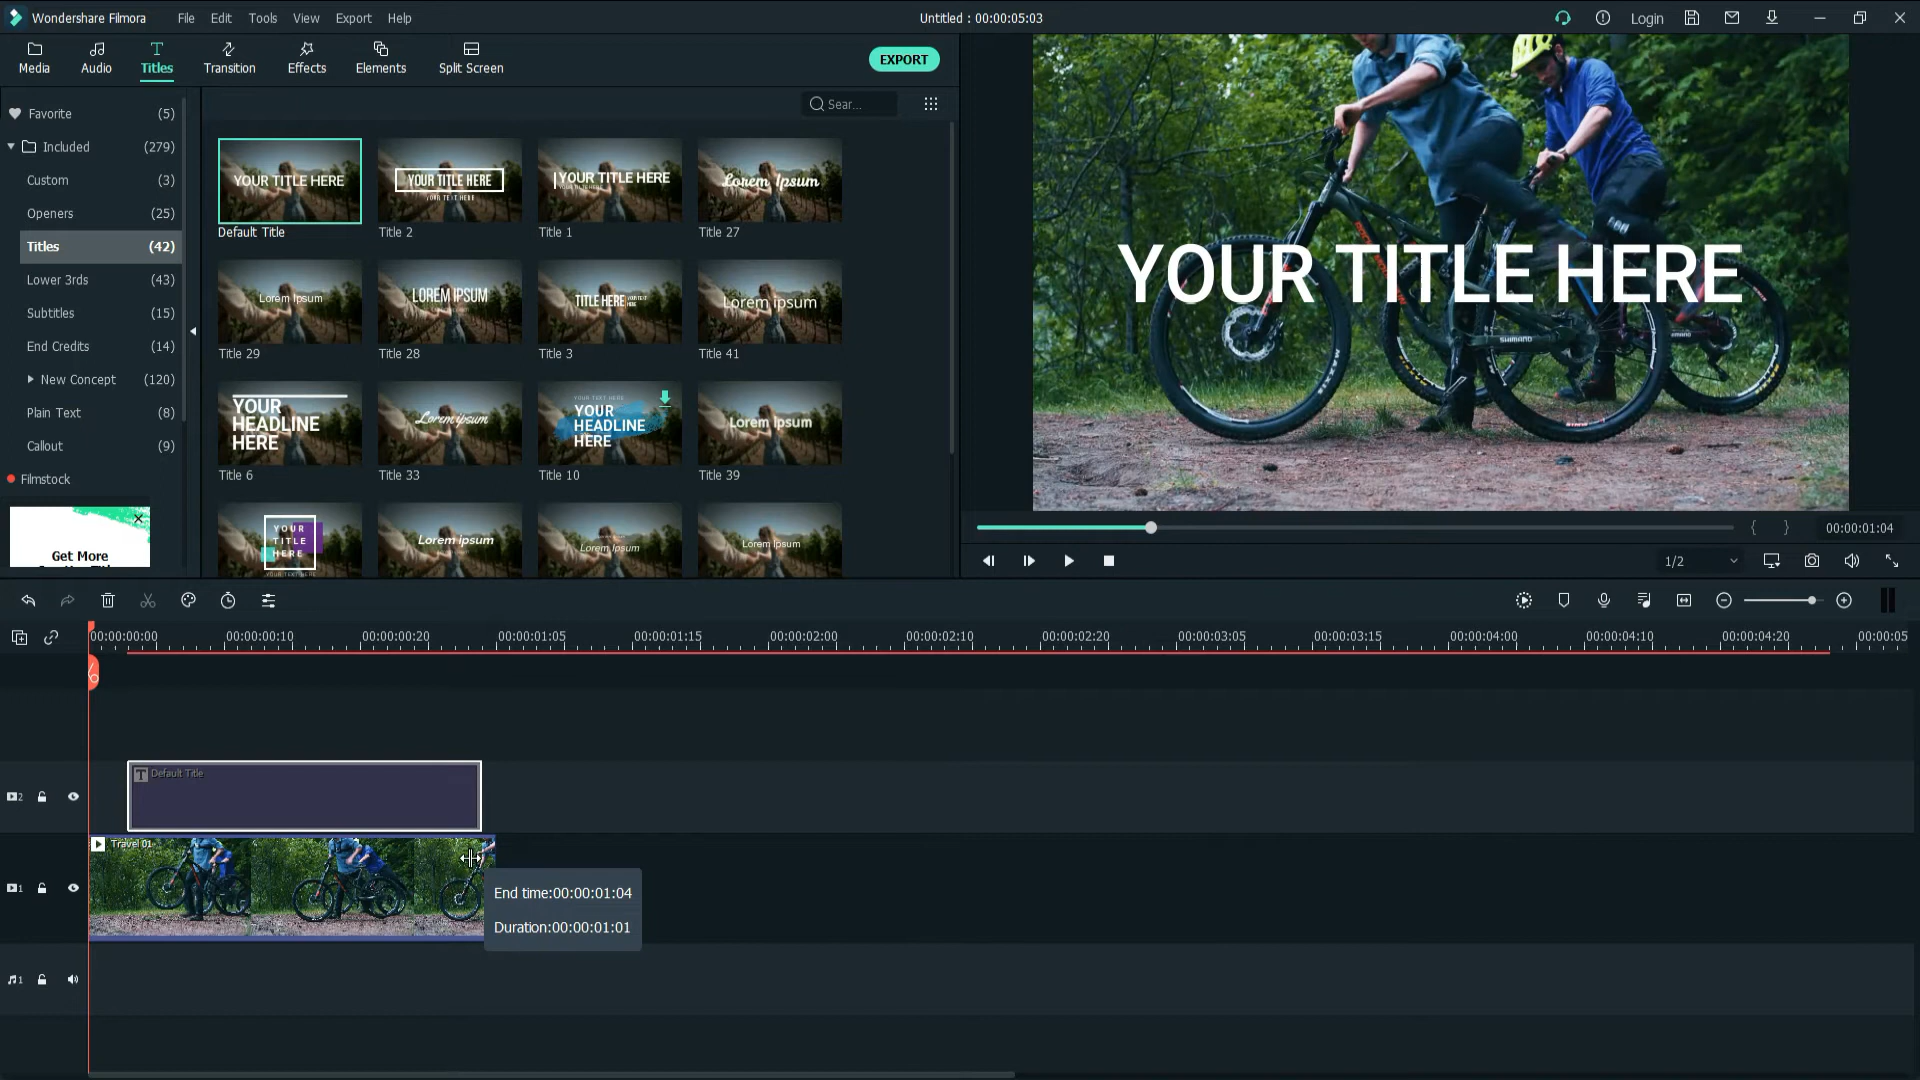 Wondershare Filmora File Edit Tools View Export Help Untitled : 00:00:05:03 Login
Media Audio Titles Transition Effects Elements Split Screen EXPORT
Sear...
Favorite (5)
Included (279)
Custom (3)
Openers (25)
Titles (42)
Lower 3rds (43)
Subtitles (15)
End Credits (14)
New Concept (120)
Plain Text (8)
Callout (9)
Filmstock
Get More
YOUR TITLE HERE
YOUR TITLE HERE
YOUR TEXT HERE
YOUR TITLE HERE
Lorem Ipsum
Default Title Title 2 Title 1 Title 27
Lorem Ipsum
LOREM IPSUM
TITLE HERE
YOUR TEXT
HERE
Lorem ipsum
Title 29 Title 28 Title 3 Title 41
YOUR
HEADLINE
HERE
Lorem ipsum
YOUR TEXT HERE
YOUR
HEADLINE
HERE
Lorem Ipsum
Title 6 Title 33 Title 10 Title 39
YOUR
TITLE
HERE
Lorem ipsum
Lorem Ipsum
Lorem Ipsum
YOUR TITLE HERE
SHIMANO
{ } 00:00:01:04
1/2
00:00:00:00 00:00:00:10 00:00:00:20 00:00:01:05 00:00:01:15 00:00:02:00 00:00:02:10 00:00:02:20 00:00:03:05 00:00:03:15 00:00:04:00 00:00:04:10 00:00:04:20 00:00:05
2
T Default Title
1
Travel 01
End time:00:00:01:04
Duration:00:00:01:01
1